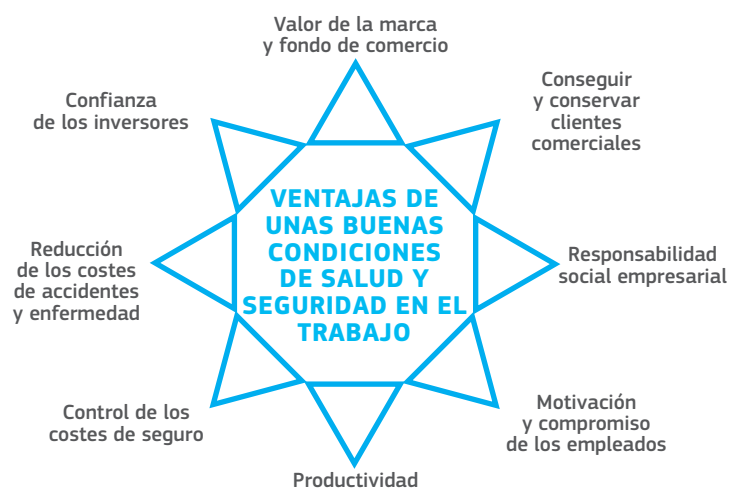 Valor de la marca
y fondo de comercio
Conseguir
y conservar
clientes
comerciales
Confianza
de los inversores
VENTAJAS DE
UNAS BUENAS
CONDICIONES
DE SALUD Y
SEGURIDAD EN EL
TRABAJO
Reducción
de los costes
de accidentes
y enfermedad
Responsabilidad
social empresarial
Control de los
costes de seguro
Motivación
y compromiso
de los empleados
Productividad